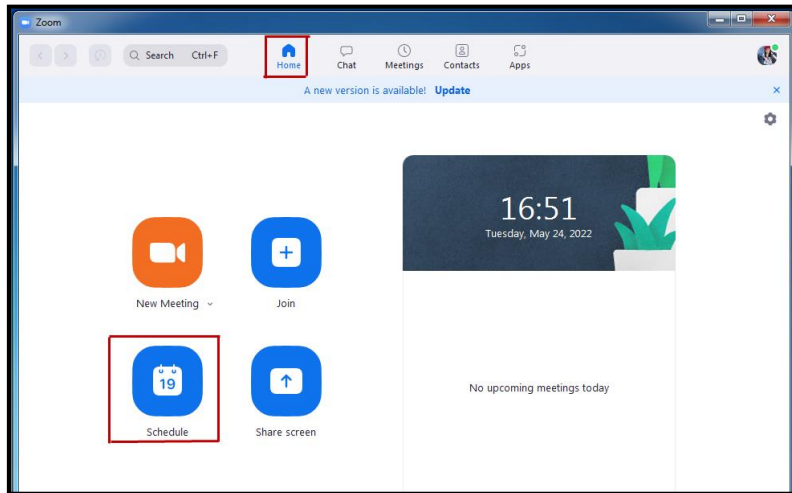 Zoom
Search Ctrl+F
Home
Chat
Meetings
Contacts
Apps
A new version is available! Update
16:51
Tuesday, May 24, 2022
New Meeting
Join
19
Schedule
Share screen
No upcoming meetings today